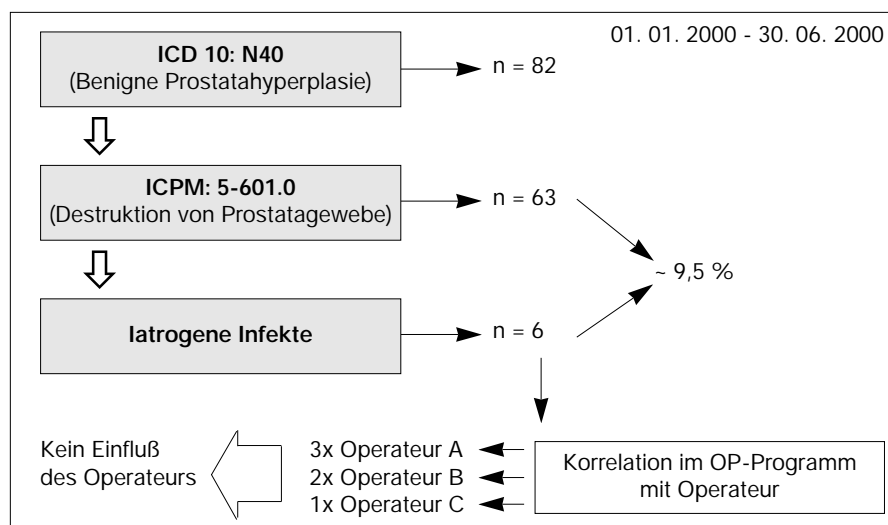 01. 01. 2000 - 30. 06. 2000
ICD 10: N40
(Benigne Prostatahyperplasie)
n = 82
ICPM: 5-601.0
(Destruktion von Prostatagewebe)
n = 63
~ 9,5 %
Iatrogene Infekte
n = 6
Kein Einfluß
des Operateurs
3x Operateur A
2x Operateur B
1x Operateur C
Korrelation im OP-Programm
mit Operateur